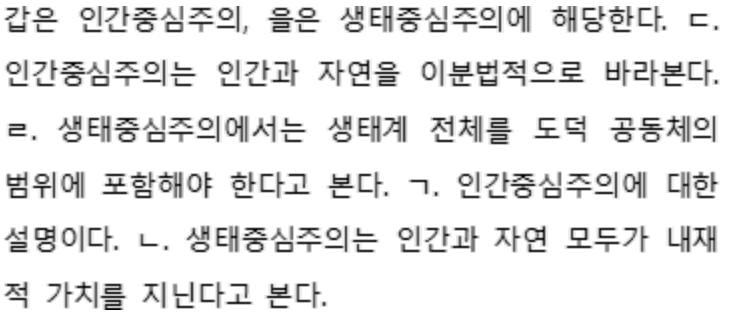 갑은 인간중심주의, 을은 생태중심주의에 해당한다. ㄷ.
인간중심주의는 인간과 자연을 이분법적으로 바라본다.
ㄹ. 생태중심주의에서는 생태계 전체를 도덕 공동체의
범위에 포함해야 한다고 본다. ㄱ. 인간중심주의에 대한
설명이다. ㄴ. 생태중심주의는 인간과 자연 모두가 내재
적 가치를 지닌다고 본다.